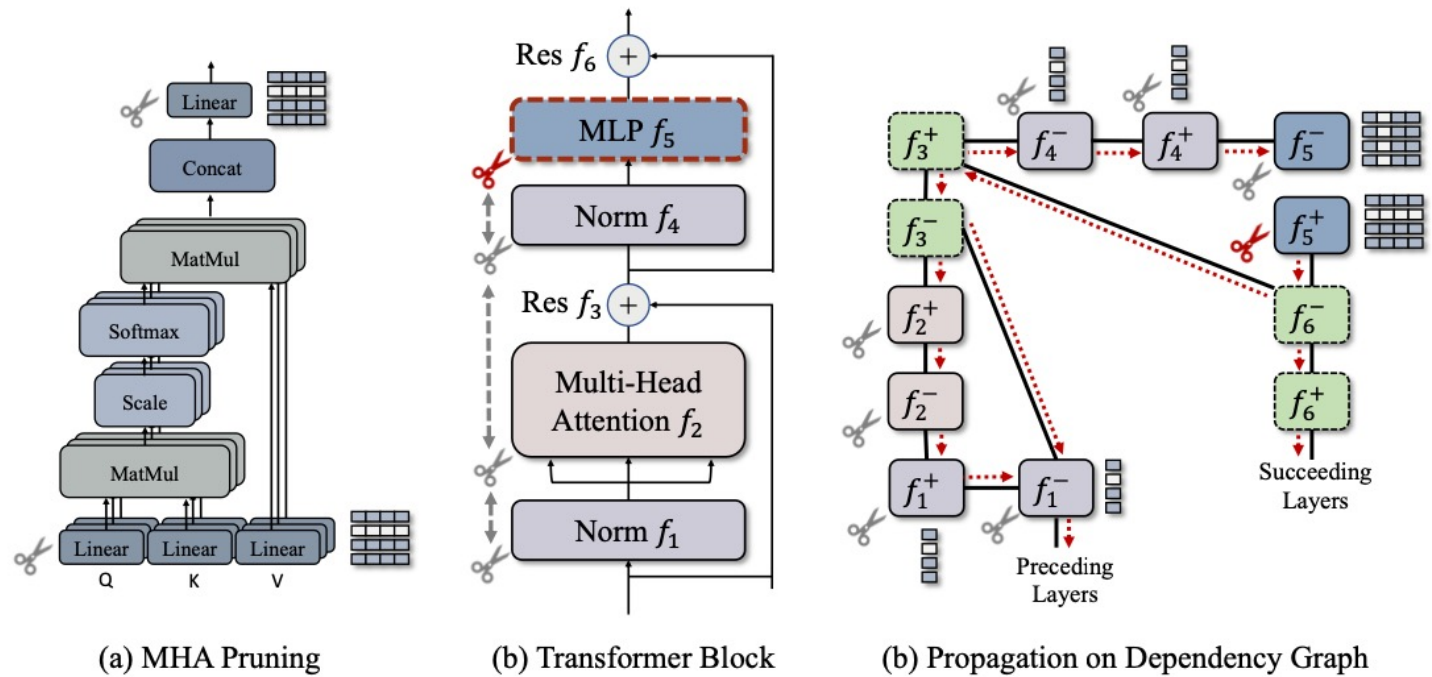 Linear
Concat
MatMul
Softmax
Scale
MatMul
Linear Linear Linear
Q K V
(a) MHA Pruning
Res f₆ +
MLP f₅
Norm f₄
Res f₃ +
Multi-Head
Attention f₂
Norm f₁
(b) Transformer Block
f₃⁺ f₄⁻ f₄⁺ f₅⁻
f₃⁻ f₅⁺
f₂⁺ f₆⁻
f₂⁻ f₆⁺
f₁⁺ f₁⁻
Succeeding
Layers
Preceding
Layers
(b) Propagation on Dependency Graph